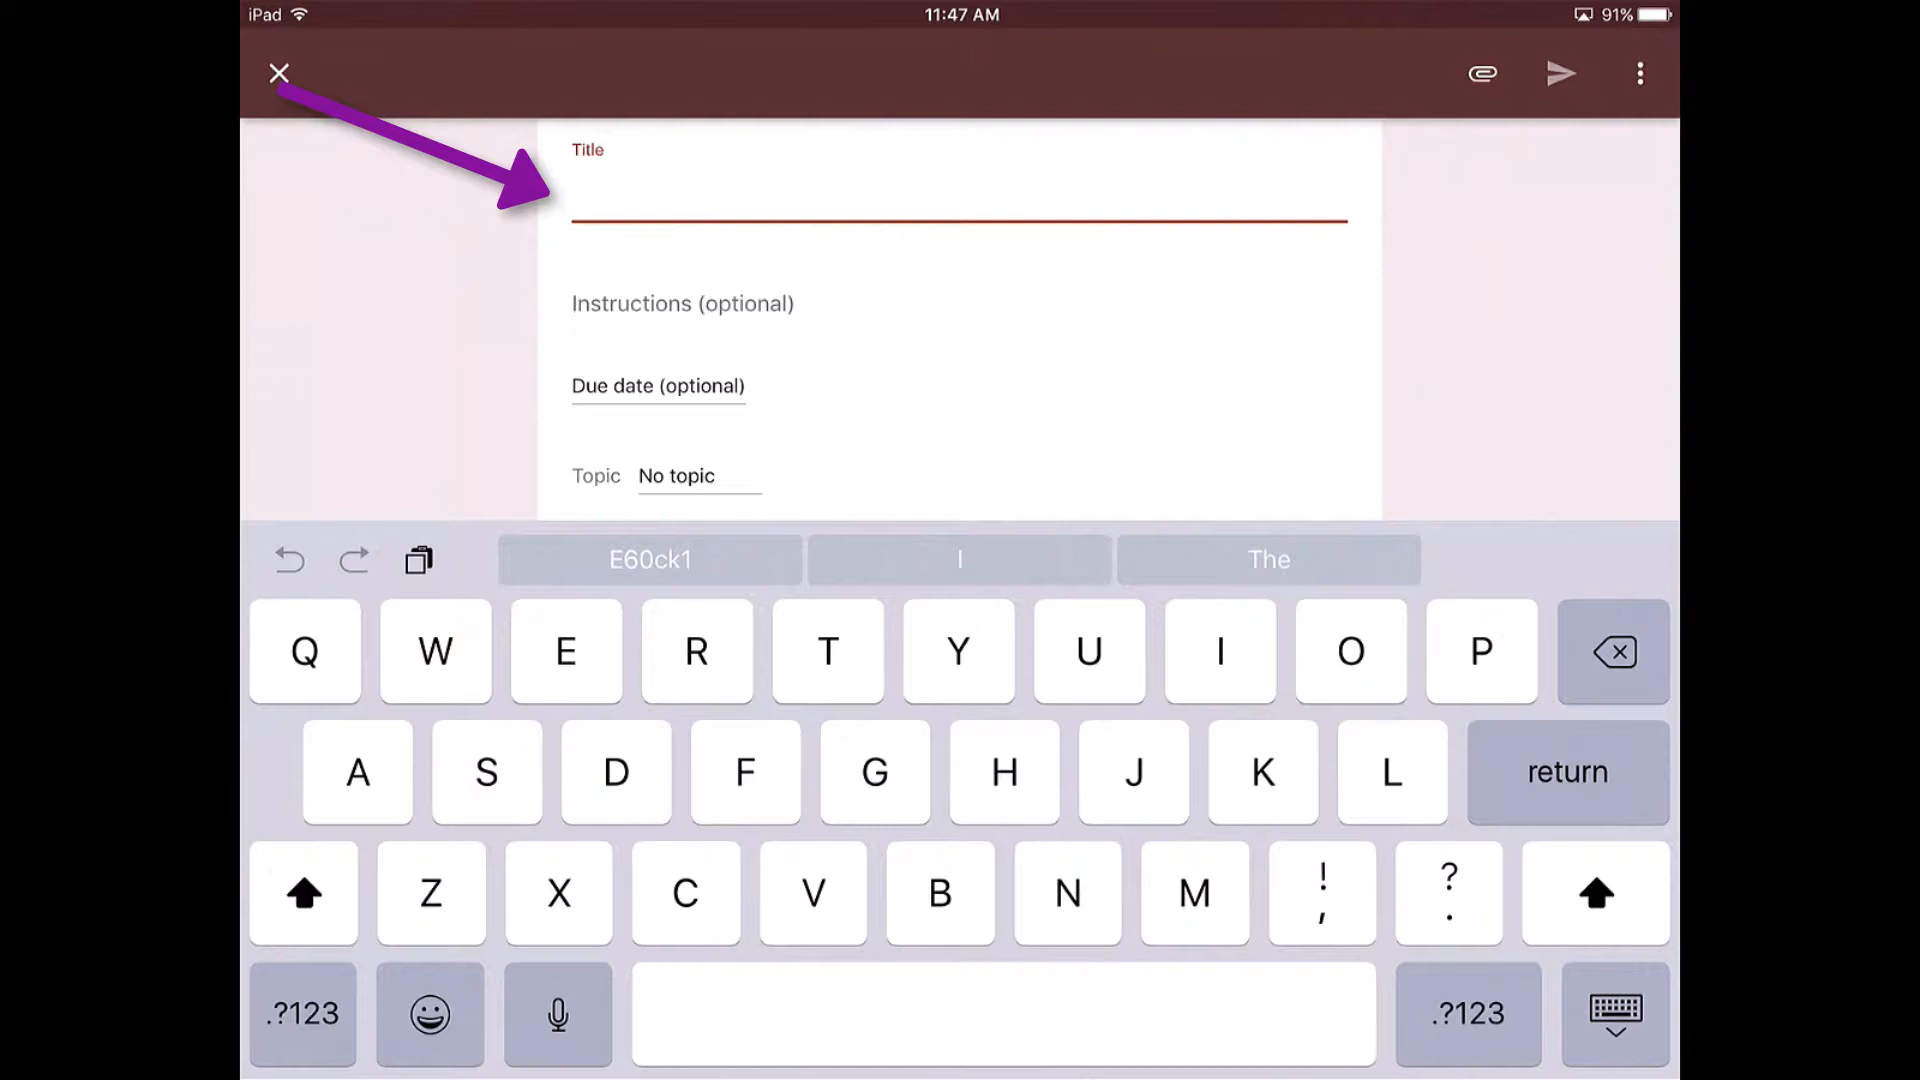 iPad 11:47 AM 91%
Title
Instructions (optional)
Due date (optional)
Topic No topic
E60ck1 I The
Q W E R T Y U I O P
A S D F G H J K L return
Z X C V B N M ! , ? .
.?123 .?123